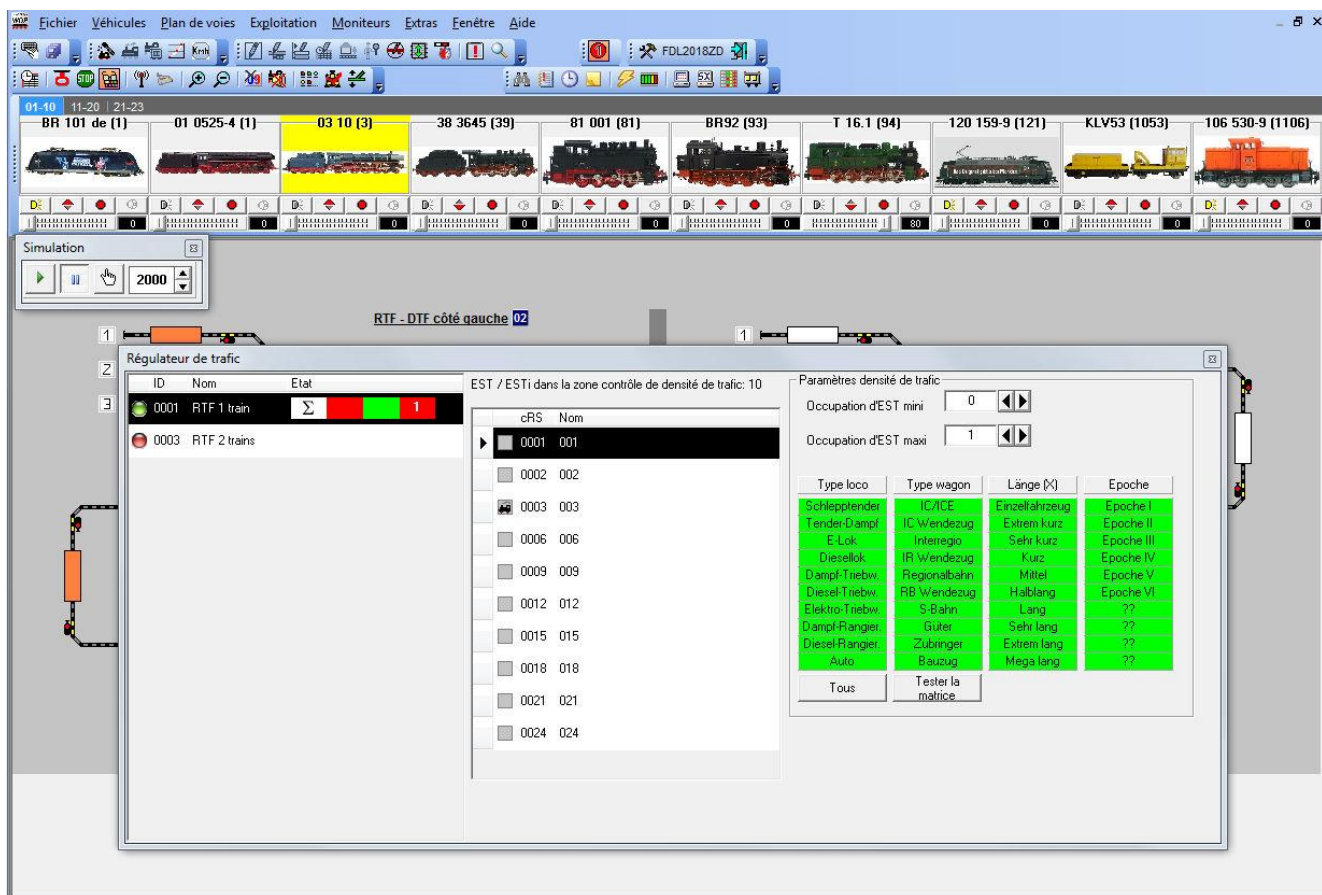 Fichier Véhicules Plan de voies Exploitation Moniteurs Extras Fenêtre Aide
FDL2018ZD
STOP
01-10 11-20 21-23
BR 101 de (1) 01 0525-4 (1) 03 10 (3) 38 3645 (39) 81 001 (81) BR92 (93) T 16.1 (94) 120 159-9 (121) KLV53 (1053) 106 530-9 (1106)
0 0 0 0 0 0 80 0 0 0
Simulation
2000
RTF - DTF côté gauche 02
1 1
Régulateur de trafic
2
3
ID Nom Etat
0001 RTF 1 train Σ 1
0003 RTF 2 trains
EST / ESTi dans la zone contrôle de densité de trafic: 10
cRS Nom
0001 001
0002 002
0003 003
0006 006
0009 009
0012 012
0015 015
0018 018
0021 021
0024 024
Paramètres densité de trafic
Occupation d'EST mini 0
Occupation d'EST maxi 1
Type loco Type wagon Länge (X) Epoche
Schlepptender IC/ICE Einzelfahrzeug Epoche I
Tender-Dampf IC Wendezug Extrem kurz Epoche II
E-Lok Interregio Sehr kurz Epoche III
Diesellok IR Wendezug Kurz Epoche IV
Dampf-Triebw. Regionalbahn Mittel Epoche V
Diesel-Triebw. RB Wendezug Halblang Epoche VI
Elektro-Triebw. S-Bahn Lang ??
Dampf-Rangier. Güter Sehr lang ??
Diesel-Rangier. Zubringer Extrem lang ??
Auto Bauzug Mega lang ??
Tous Tester la matrice